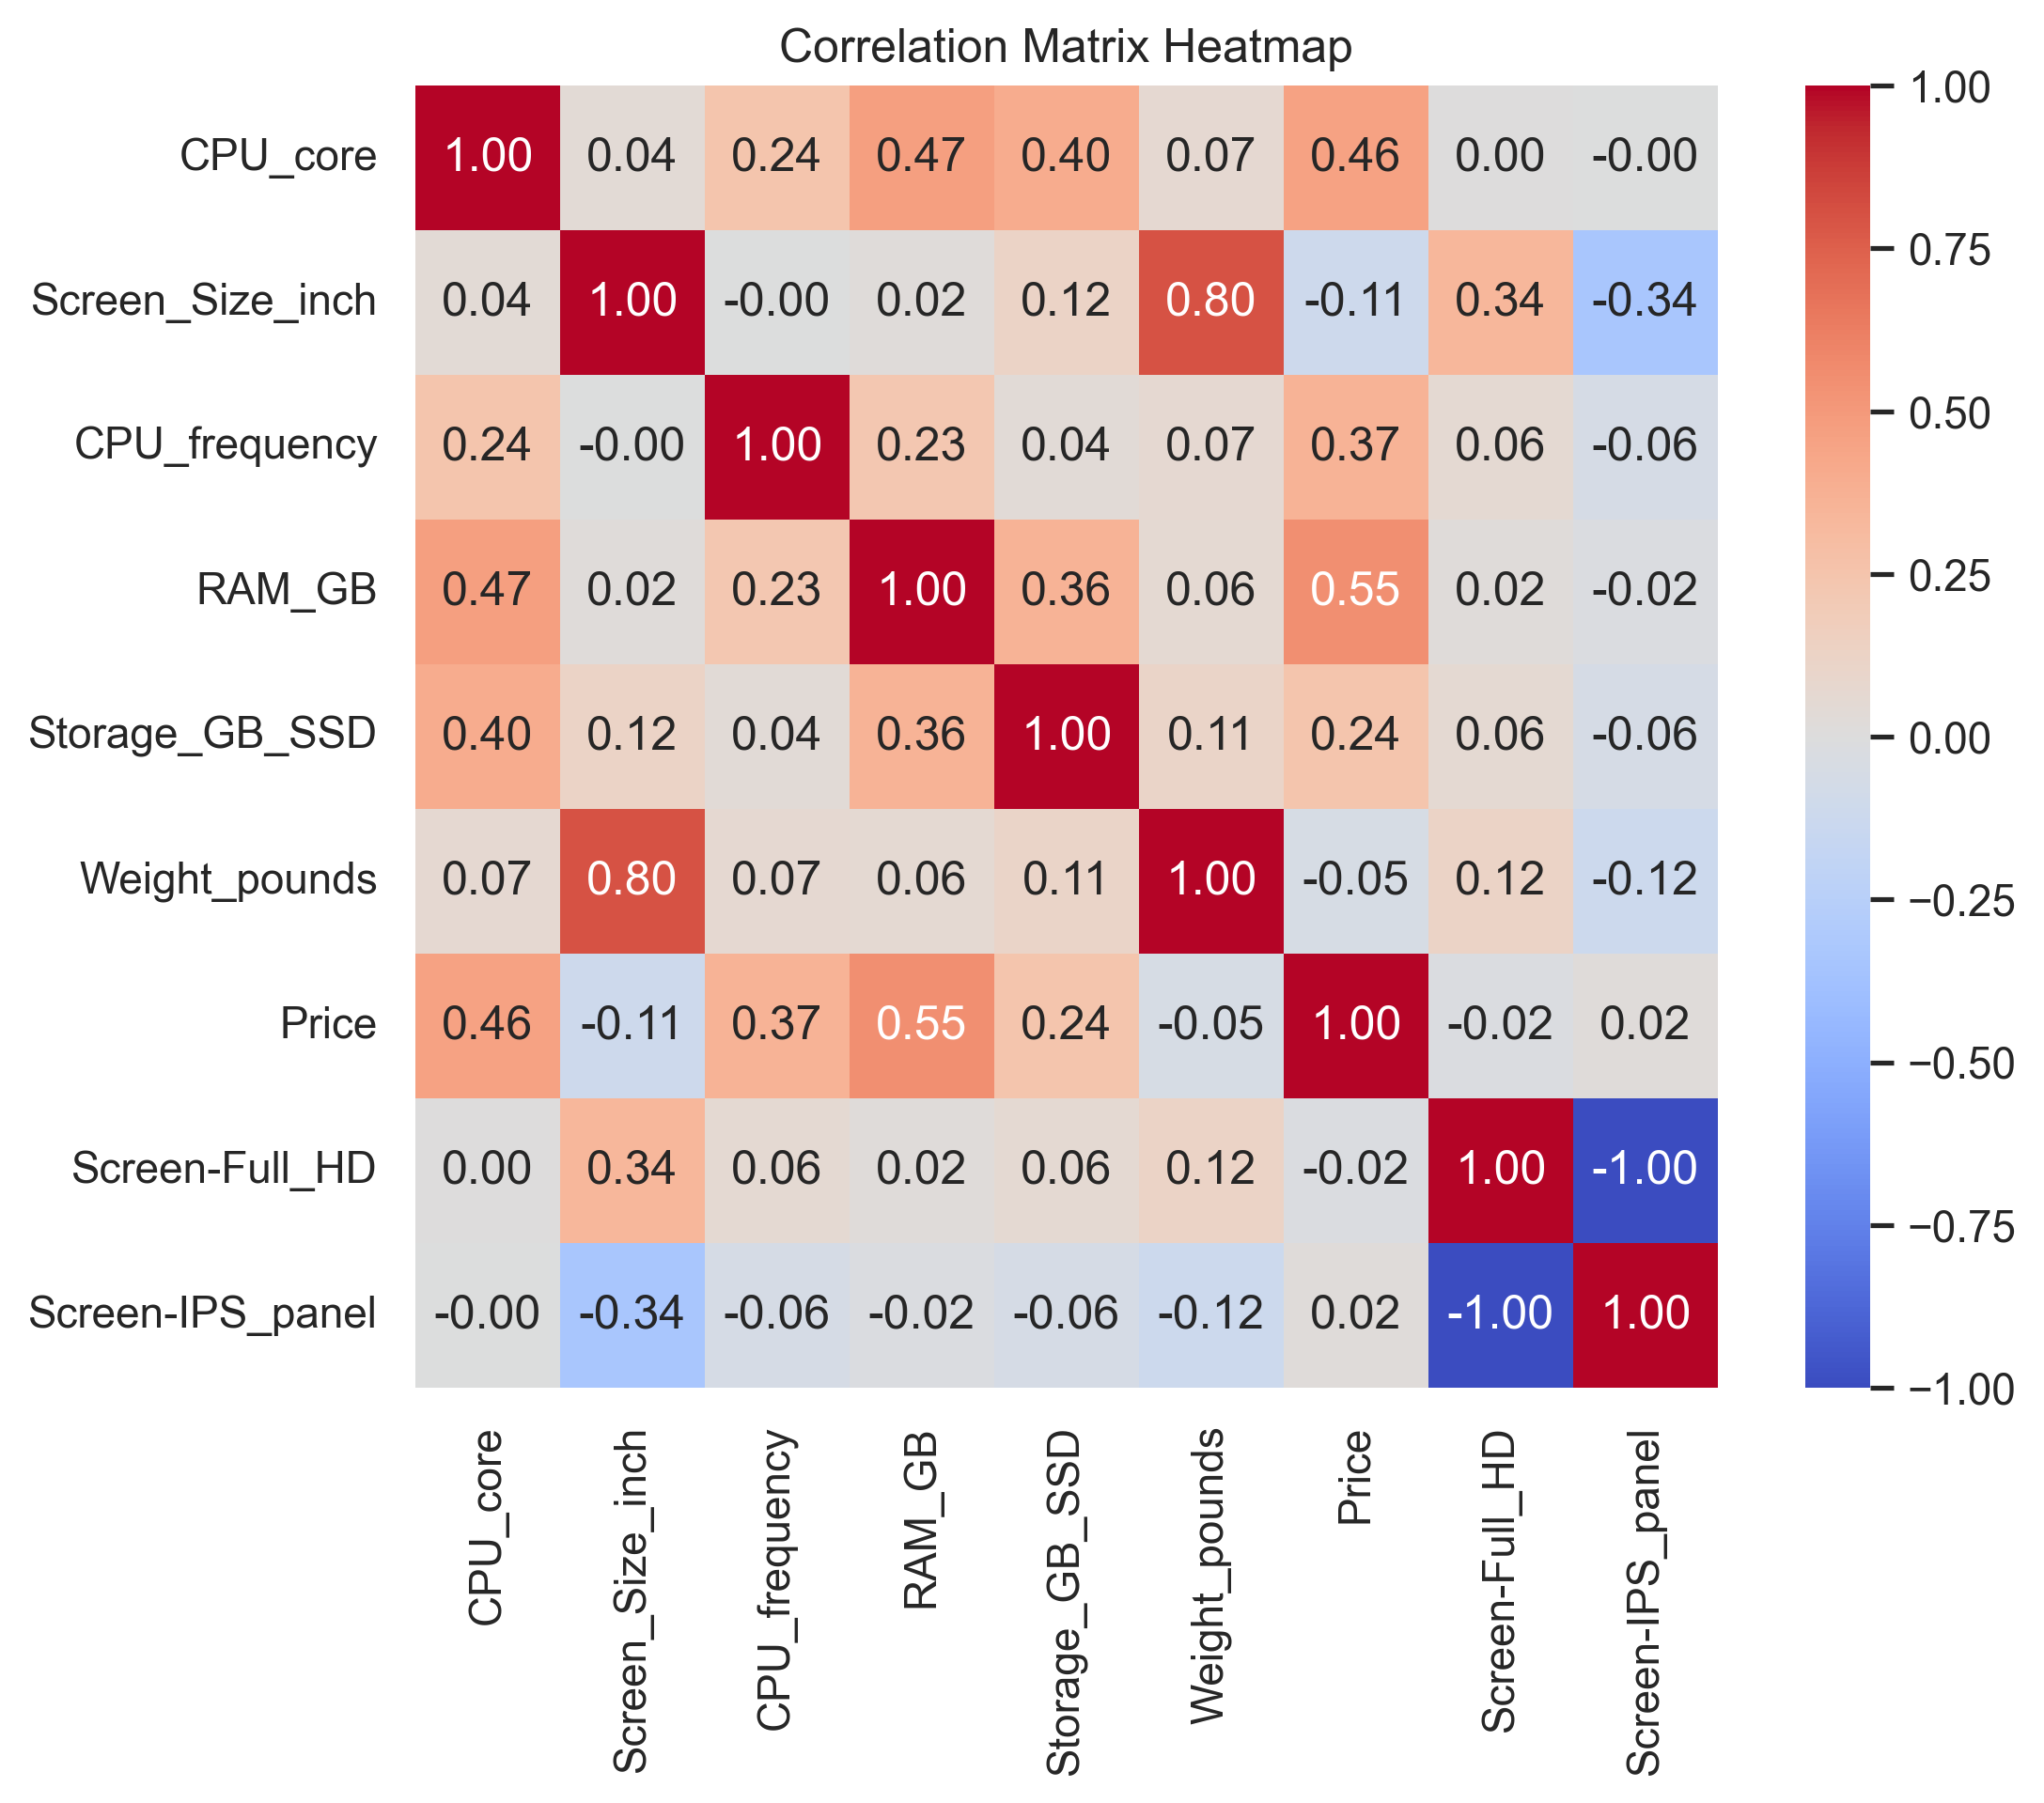 Correlation Matrix Heatmap
CPU_core 1.00 0.04 0.24 0.47 0.40 0.07 0.46 0.00 -0.00
Screen_Size_inch 0.04 1.00 -0.00 0.02 0.12 0.80 -0.11 0.34 -0.34
CPU_frequency 0.24 -0.00 1.00 0.23 0.04 0.07 0.37 0.06 -0.06
RAM_GB 0.47 0.02 0.23 1.00 0.36 0.06 0.55 0.02 -0.02
Storage_GB_SSD 0.40 0.12 0.04 0.36 1.00 0.11 0.24 0.06 -0.06
Weight_pounds 0.07 0.80 0.07 0.06 0.11 1.00 -0.05 0.12 -0.12
Price 0.46 -0.11 0.37 0.55 0.24 -0.05 1.00 -0.02 0.02
Screen-Full_HD 0.00 0.34 0.06 0.02 0.06 0.12 -0.02 1.00 -1.00
Screen-IPS_panel -0.00 -0.34 -0.06 -0.02 -0.06 -0.12 0.02 -1.00 1.00
CPU_core
Screen_Size_inch
CPU_frequency
RAM_GB
Storage_GB_SSD
Weight_pounds
Price
Screen-Full_HD
Screen-IPS_panel
1.00
0.75
0.50
0.25
0.00
−0.25
−0.50
−0.75
−1.00